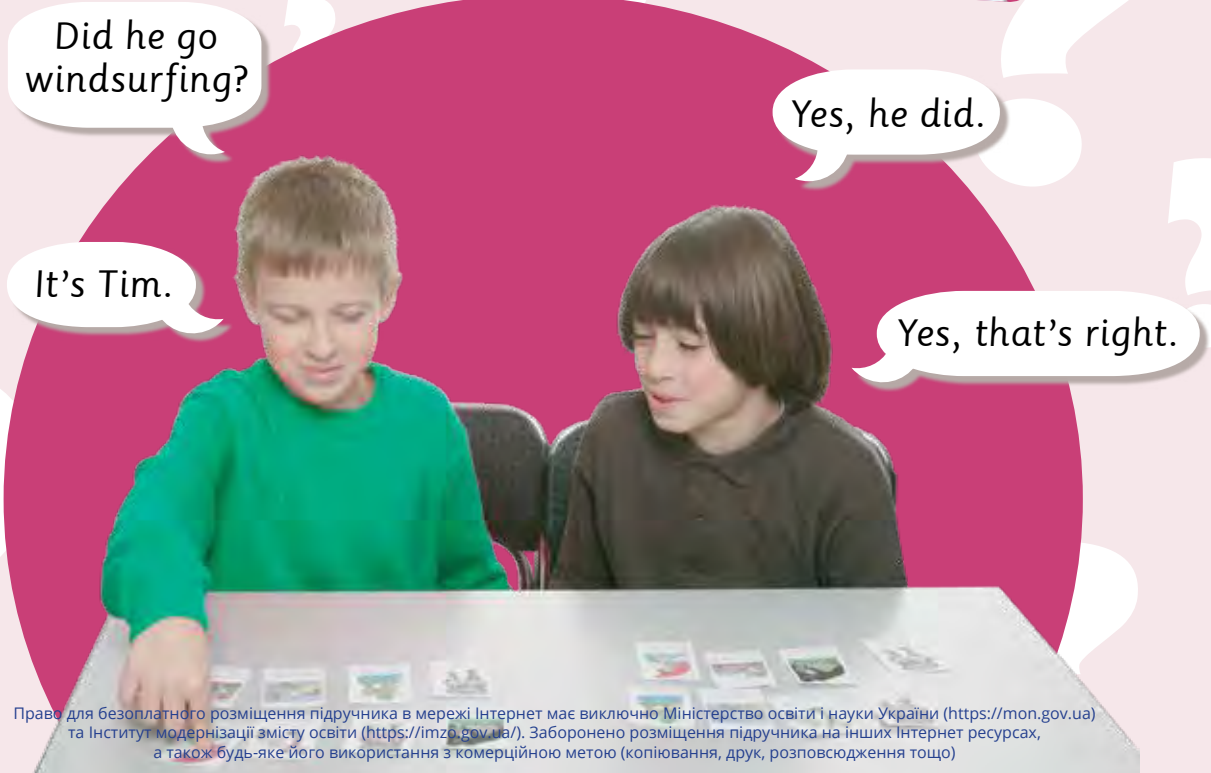 Did he go
windsurfing?
Yes, he did.
It's Tim.
Yes, that's right.
Право для безоплатного розміщення підручника в мережі Інтернет має виключно Міністерство освіти і науки України (https://mon.gov.ua)
та Інститут модернізації змісту освіти (https://imzo.gov.ua/). Заборонено розміщення підручника на інших Інтернет ресурсах,
а також будь-яке його використання з комерційною метою (копіювання, друк, розповсюдження тощо)